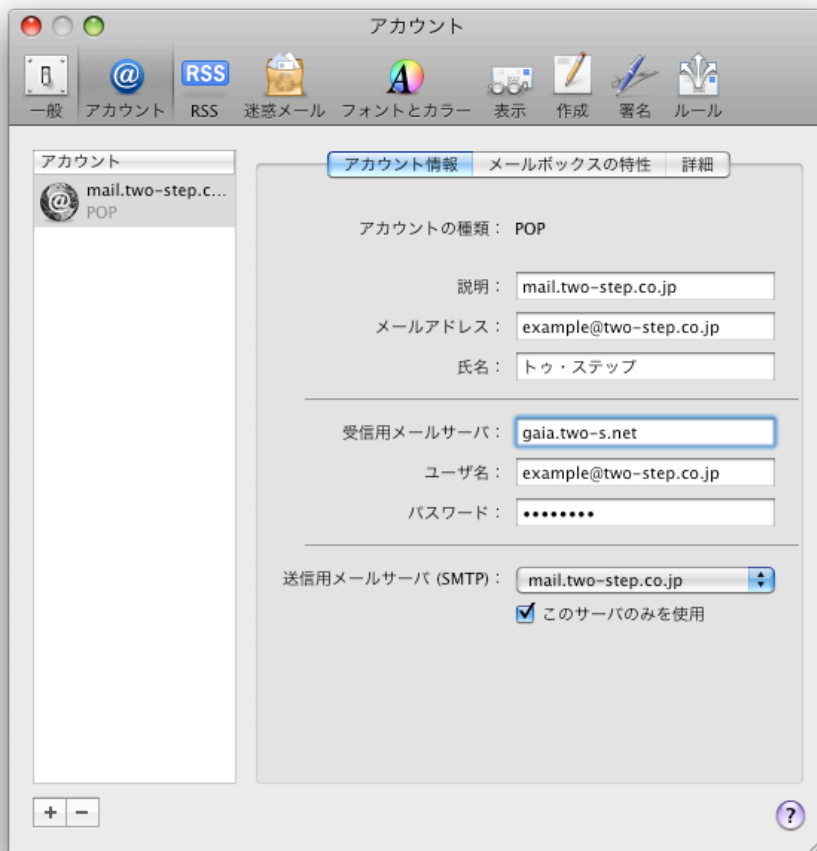 アカウント
RSS
一般 アカウント RSS 迷惑メール フォントとカラー 表示 作成 署名 ルール
アカウント
mail.two-step.c...
POP
アカウント情報 メールボックスの特性 詳細
アカウントの種類： POP
説明： mail.two-step.co.jp
メールアドレス： example@two-step.co.jp
氏名： トゥ・ステップ
受信用メールサーバ： gaia.two-s.net
ユーザ名： example@two-step.co.jp
パスワード： ••••••••
送信用メールサーバ (SMTP)： mail.two-step.co.jp
このサーバのみを使用